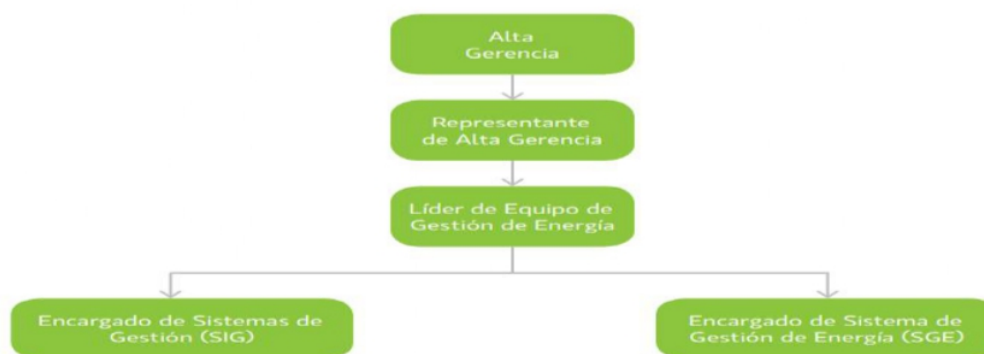 Alta
Gerencia
Representante
de Alta Gerencia
Líder de Equipo de
Gestión de Energía
Encargado de Sistemas de
Gestión (SIG)
Encargado de Sistema de
Gestión de Energía (SGE)